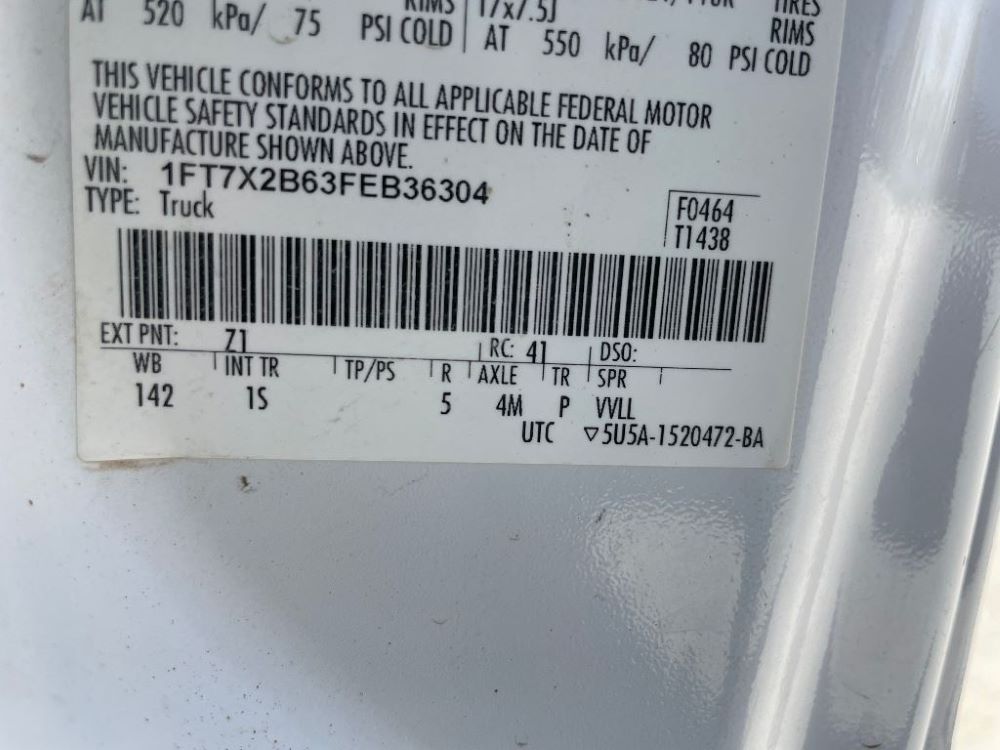 AT 520 kPa/ 75 PSI COLD
RIMS
17x7.5J
TIRES
RIMS
AT 550 kPa/ 80 PSI COLD
THIS VEHICLE CONFORMS TO ALL APPLICABLE FEDERAL MOTOR
VEHICLE SAFETY STANDARDS IN EFFECT ON THE DATE OF
MANUFACTURE SHOWN ABOVE.
VIN: 1FT7X2B63FEB36304
TYPE: Truck
F0464
T1438
EXT PNT: Z1 RC: 41 DSO:
WB INT TR TP/PS R AXLE TR SPR
142 1S 5 4M P VVLL
UTC ▽5U5A-1520472-BA